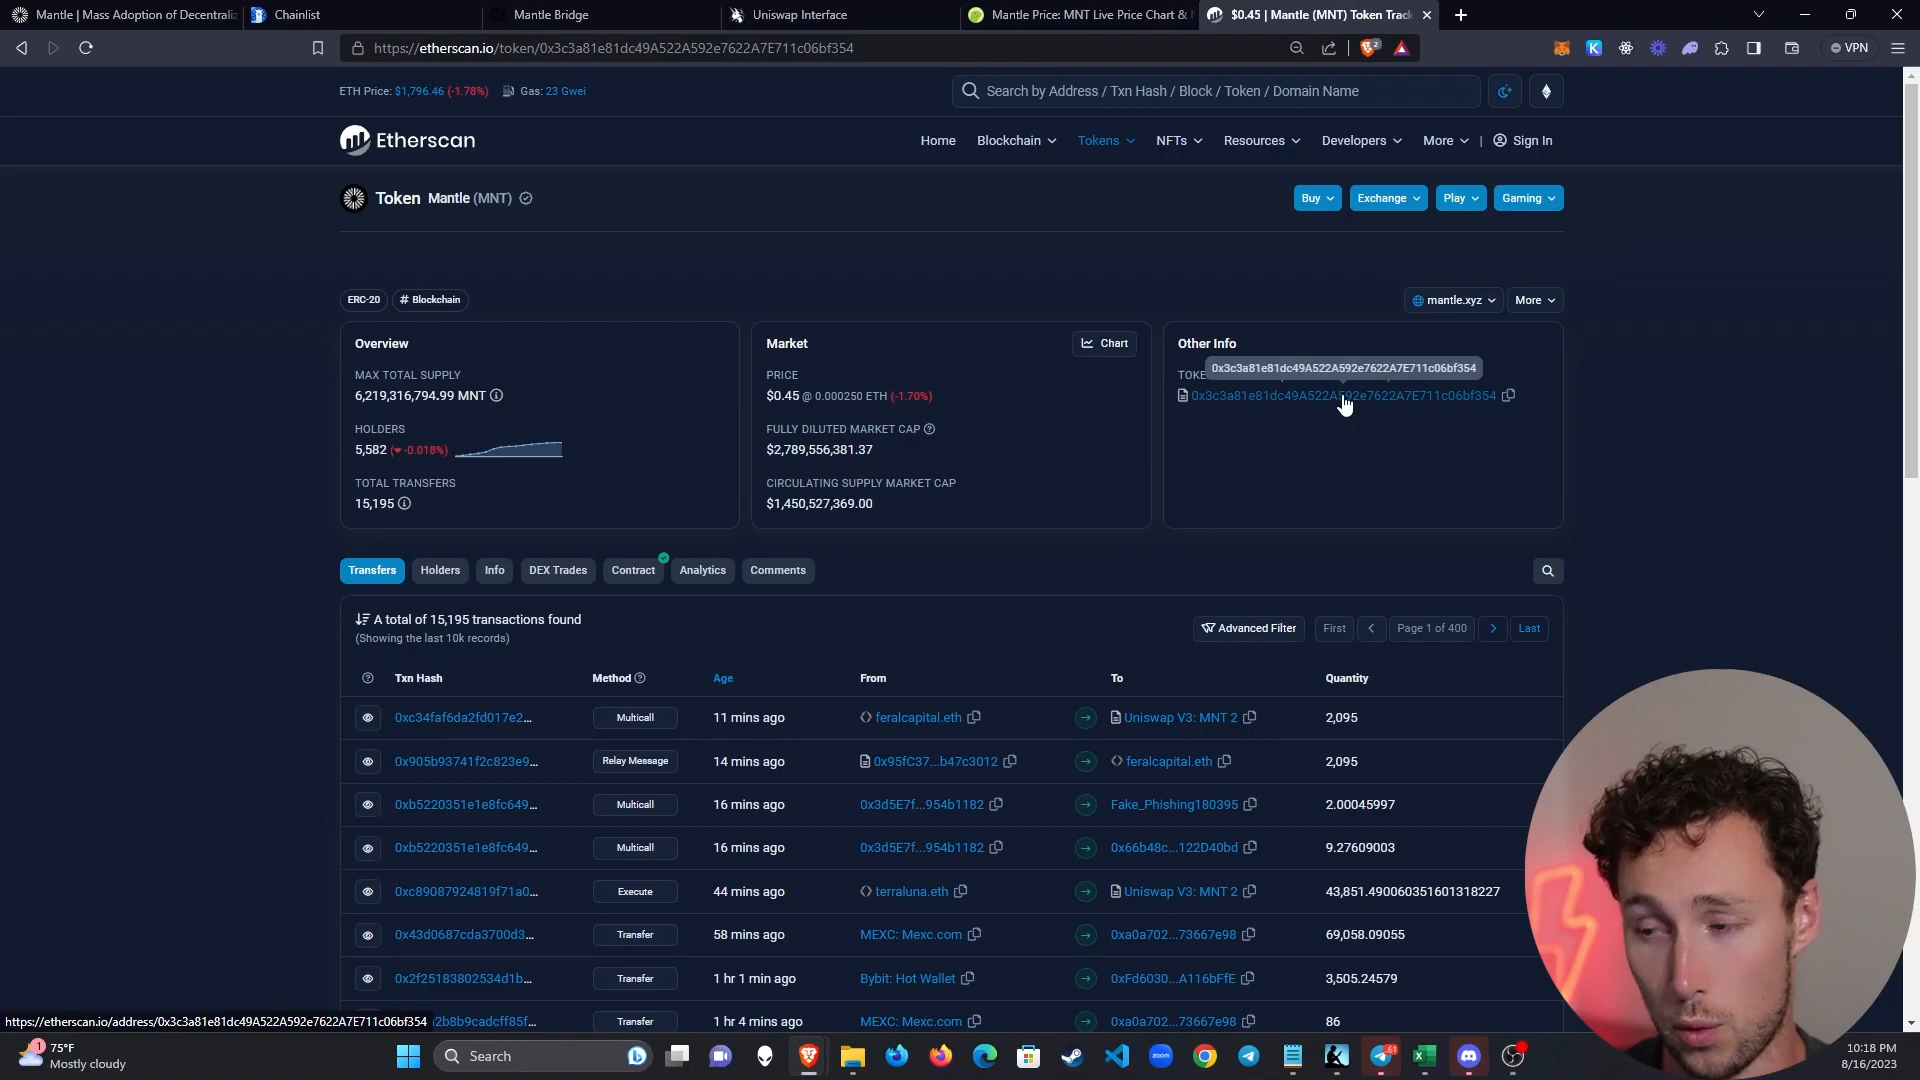 Mantle | Mass Adoption of Decentraliz
Chainlist
Mantle Bridge
Uniswap Interface
Mantle Price: MNT Live Price Chart &
$0.45 | Mantle (MNT) Token Track
https://etherscan.io/token/0x3c3a81e81dc49A522A592e7622A7E711c06bf354
2
VPN
ETH Price: $1,796.46 (-1.78%)
Gas: 23 Gwei
Search by Address / Txn Hash / Block / Token / Domain Name
Etherscan
Home
Blockchain
Tokens
NFTs
Resources
Developers
More
|
Sign In
Token Mantle (MNT)
Buy
Exchange
Play
Gaming
ERC-20
# Blockchain
mantle.xyz
More
Overview
MAX TOTAL SUPPLY
6,219,316,794.99 MNT
HOLDERS
5,582 (-0.018%)
TOTAL TRANSFERS
15,195
Market
Chart
PRICE
$0.45 @ 0.000250 ETH (-1.70%)
FULLY DILUTED MARKET CAP
$2,789,556,381.37
CIRCULATING SUPPLY MARKET CAP
$1,450,527,369.00
Other Info
0x3c3a81e81dc49A522A592e7622A7E711c06bf354
TOKE
0x3c3a81e81dc49A522A592e7622A7E711c06bf354
Transfers
Holders
Info
DEX Trades
Contract
Analytics
Comments
A total of 15,195 transactions found
(Showing the last 10k records)
Advanced Filter
First
Page 1 of 400
Last
Txn Hash
Method
Age
From
To
Quantity
0xc34faf6da2fd017e2...
Multicall
11 mins ago
feralcapital.eth
Uniswap V3: MNT 2
2,095
0x905b93741f2c823e9...
Relay Message
14 mins ago
0x95fC37...b47c3012
feralcapital.eth
2,095
0xb5220351e1e8fc649...
Multicall
16 mins ago
0x3d5E7f...954b1182
Fake_Phishing180395
2.00045997
0xb5220351e1e8fc649...
Multicall
16 mins ago
0x3d5E7f...954b1182
0x66b48c...122D40bd
9.27609003
0xc89087924819f71a0...
Execute
44 mins ago
terraluna.eth
Uniswap V3: MNT 2
43,851.490060351601318227
0x43d0687cda3700d3...
Transfer
58 mins ago
MEXC: Mexc.com
0xa0a702...73667e98
69,058.09055
0x2f25183802534d1b...
Transfer
1 hr 1 min ago
Bybit: Hot Wallet
0xFd6030...A116bFfE
3,505.24579
https://etherscan.io/address/0x3c3a81e81dc49A522A592e7622A7E711c06bf354
2b8b9cadcff85f...
Transfer
1 hr 4 mins ago
MEXC: Mexc.com
0xa0a702...73667e98
86
1
75°F
Mostly cloudy
Search
zoom
61
10:18 PM
8/16/2023